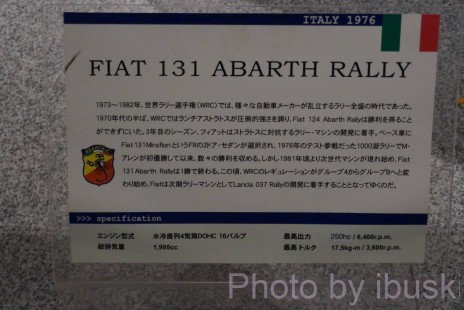 ITALY 1976
FIAT 131 ABARTH RALLY
1973〜1982年、世界ラリー選手権(WRC)では、様々な自動車メーカーが乱立するラリー全盛の時代であった。
1970年代の半ば、WRCではランチアストラトスが圧倒的強さを誇り、Fiat 124 Abarth Rallyは勝利を得ることが
できずにいた。3年目のシーズン、フィアットはストラトスに対抗するラリー・マシンの開発に着手。ベース車に
Fiat 131 MirafioriというFRの2ドア・セダンが選択され、1976年のテスト参戦だった1000湖ラリーでM・
アレンが初優勝して以来、数々の勝利を収める。しかし1981年頃より次世代マシンが現れ始め、Fiat
131 Abarth Rallyは1勝で終わる。この頃、WRCのレギュレーションがグループ4からグループBへと変
わり始め、Fiatは次期ラリーマシンとしてLancia 037 Rallyの開発に着手することとなってゆくのだ。
ABARTH
>>> specification
エンジン型式 水冷直列4気筒DOHC 16バルブ 最高出力 250hp / 6,400r.p.m.
総排気量 1,995cc 最高トルク 17.5kg-m / 3,600r.p.m.
Photo by ibuski